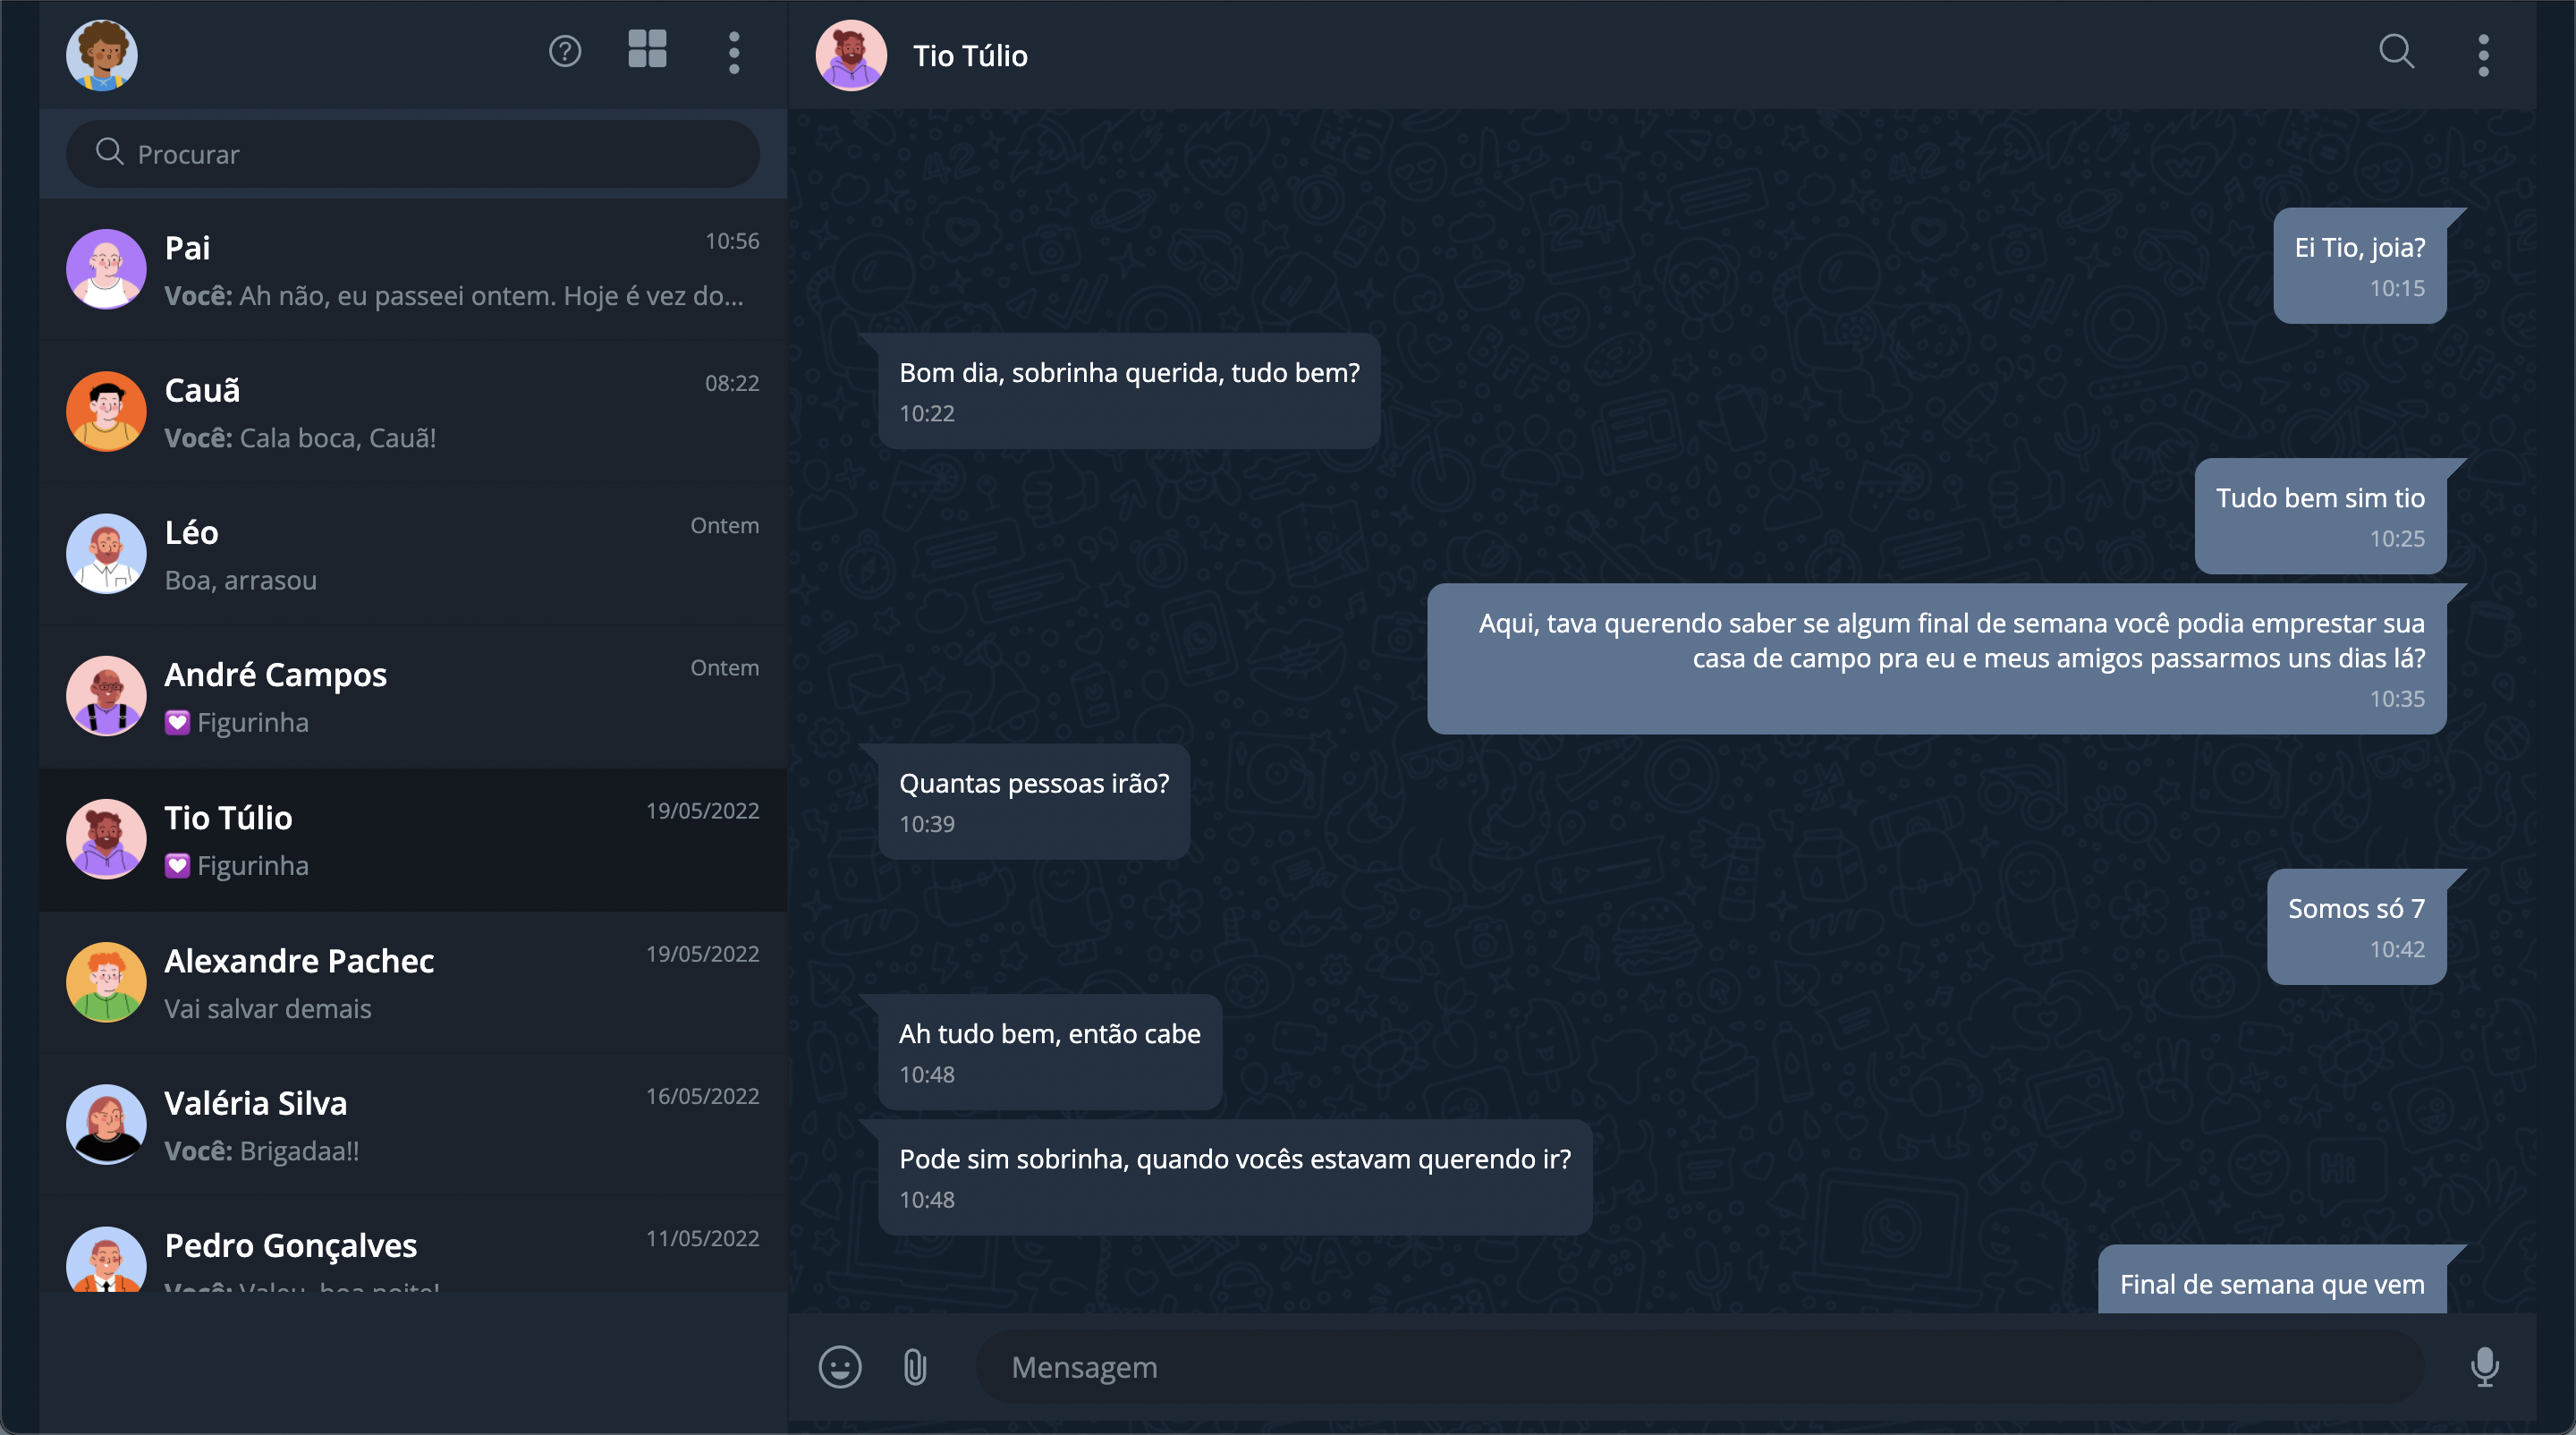 Procurar
Pai
10:56
Você: Ah não, eu passeei ontem. Hoje é vez do...
Cauã
08:22
Você: Cala boca, Cauã!
Léo
Ontem
Boa, arrasou
André Campos
Ontem
Figurinha
Tio Túlio
19/05/2022
Figurinha
Alexandre Pachec
19/05/2022
Vai salvar demais
Valéria Silva
16/05/2022
Você: Brigadaa!!
Pedro Gonçalves
11/05/2022
Você: Valeu, boa noite!
Tio Túlio
Ei Tio, joia?
10:15
Bom dia, sobrinha querida, tudo bem?
10:22
Tudo bem sim tio
10:25
Aqui, tava querendo saber se algum final de semana você podia emprestar sua
casa de campo pra eu e meus amigos passarmos uns dias lá?
10:35
Quantas pessoas irão?
10:39
Somos só 7
10:42
Ah tudo bem, então cabe
10:48
Pode sim sobrinha, quando vocês estavam querendo ir?
10:48
Final de semana que vem
Mensagem